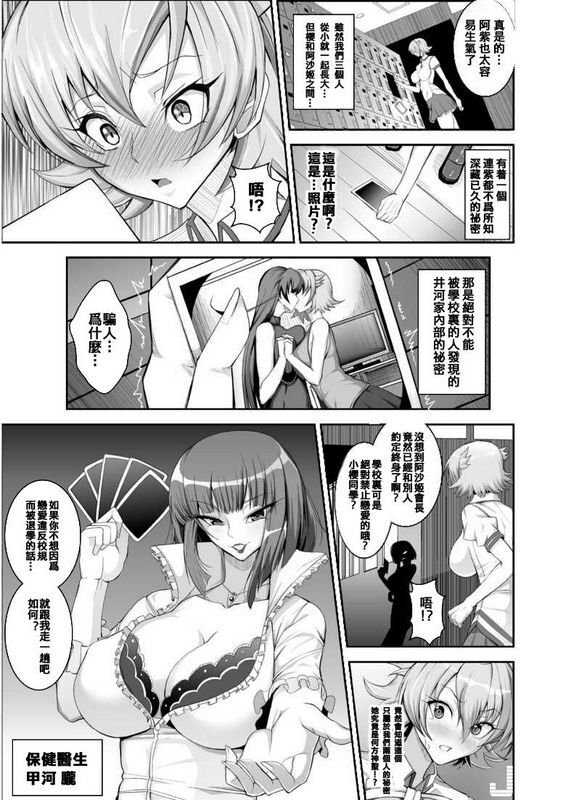 真是的…
阿紫也太容
易生氣了
雖然我們三個人
從小就一起長大…
但櫻和阿沙姬之間…
有着一個
連紫都不爲所知
深藏已久的祕密
這是什麼啊?
這是…照片?
唔!?
那是絕對不能
被學校裏的人發現的
井河家內部的祕密
騙人…
爲什麼…
沒想到阿沙姬會長
竟然已經和別人
約定終身了啊?
學校裏可是
絕對禁止戀愛的哦?
小櫻同學?
唔!?
竟然會知道這個
只屬於我們兩個人的祕密
她究竟是何方神聖!?
如果你不想因爲
戀愛違反校規
而被退學的話…
就跟我走一趟吧
如何?
保健醫生
甲河 朧